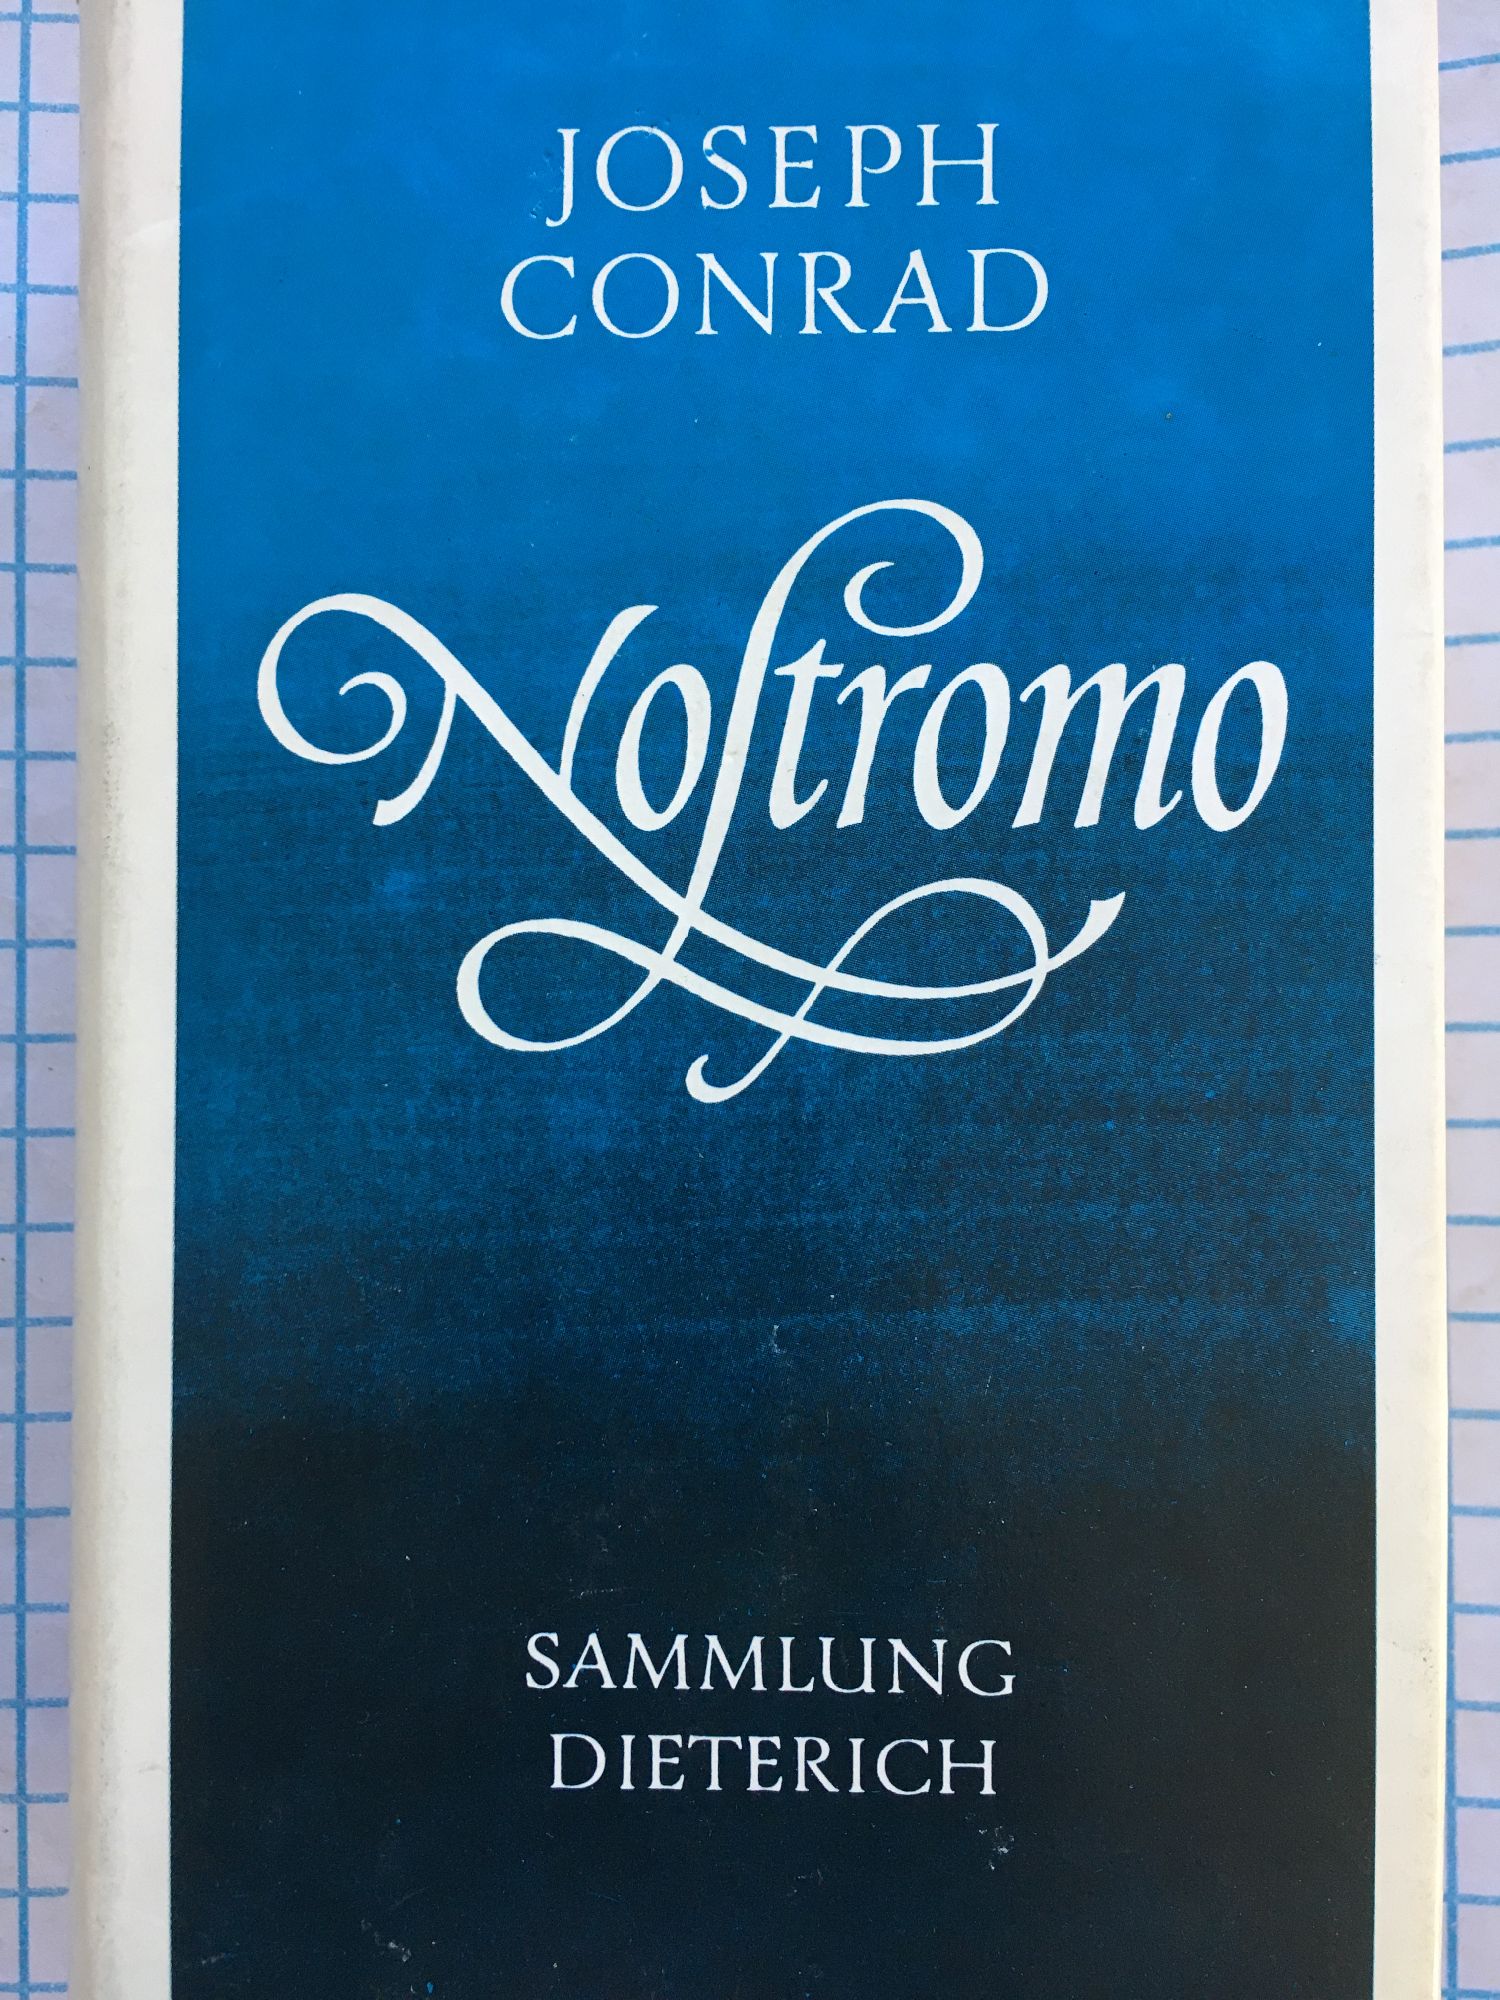 JOSEPH
CONRAD
Nostromo
SAMMLUNG
DIETERICH